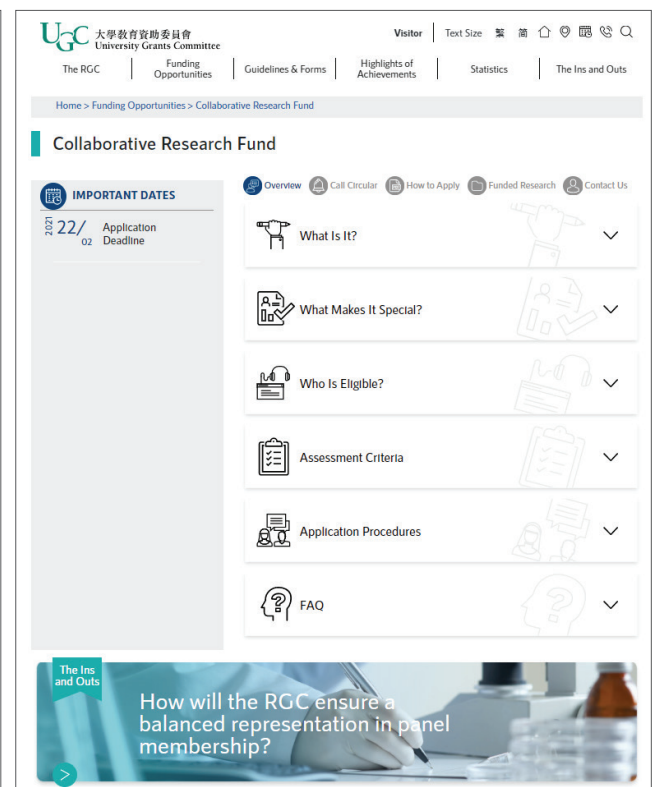 UGC
大學教育資助委員會
University Grants Committee
Visitor
Text Size 繁 简
The RGC
Funding
Opportunities
Guidelines & Forms
Highlights of
Achievements
Statistics
The Ins and Outs
Home > Funding Opportunities > Collaborative Research Fund
Collaborative Research Fund
IMPORTANT DATES
2021
22/
02
Application
Deadline
Overview
Call Circular
How to Apply
Funded Research
Contact Us
What Is It?
What Makes It Special?
Who Is Eligible?
Assessment Criteria
Application Procedures
FAQ
The Ins
and Outs
How will the RGC ensure a
balanced representation in panel
membership?